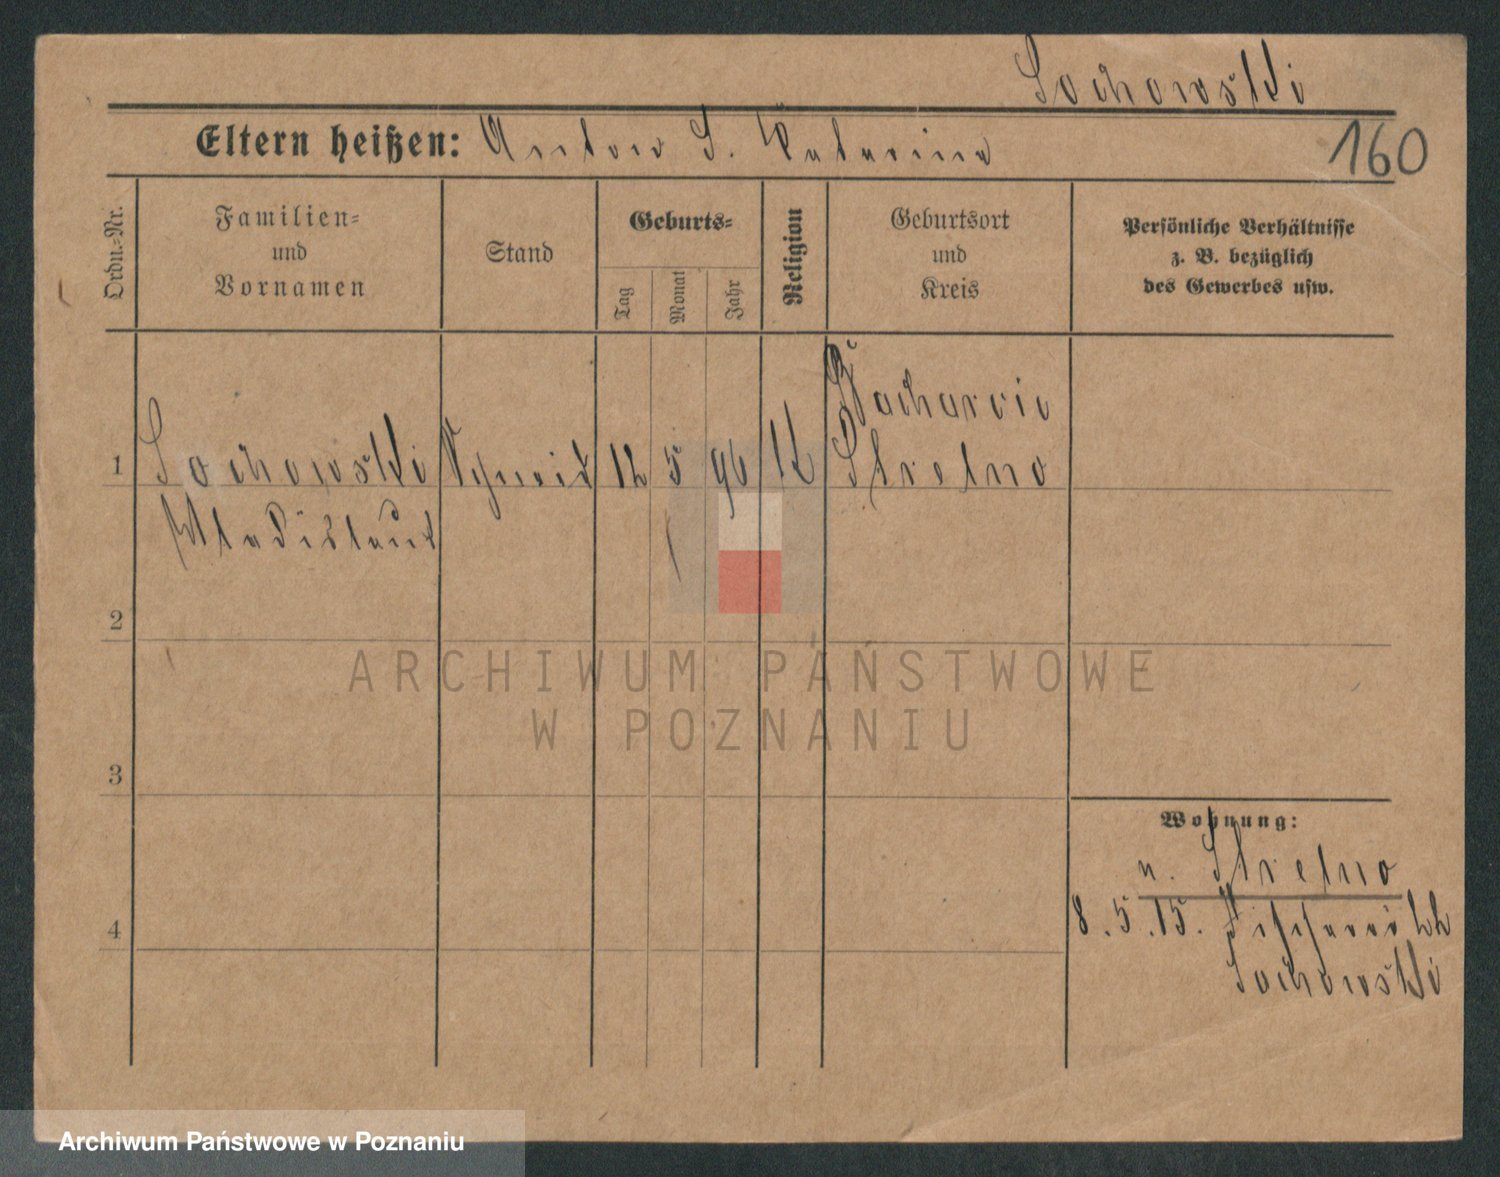 Sochowski
Eltern heißen: Anton S. Katarina
160
Ordn.=Nr.
Familien=
und
Vornamen
Stand
Geburts=
Tag
Monat
Jahr
Religion
Geburtsort
und
Kreis
Persönliche Verhältnisse
z. B. bezüglich
des Gewerbes usw.
1
Sochowski
Wladislaus
12 5 96 K
Strelno
2
3
4
Wohnung:
n. Strelno
8.5.15.
Sochowski
ARCHIWUM PAŃSTWOWE
W POZNANIU
Archiwum Państwowe w Poznaniu